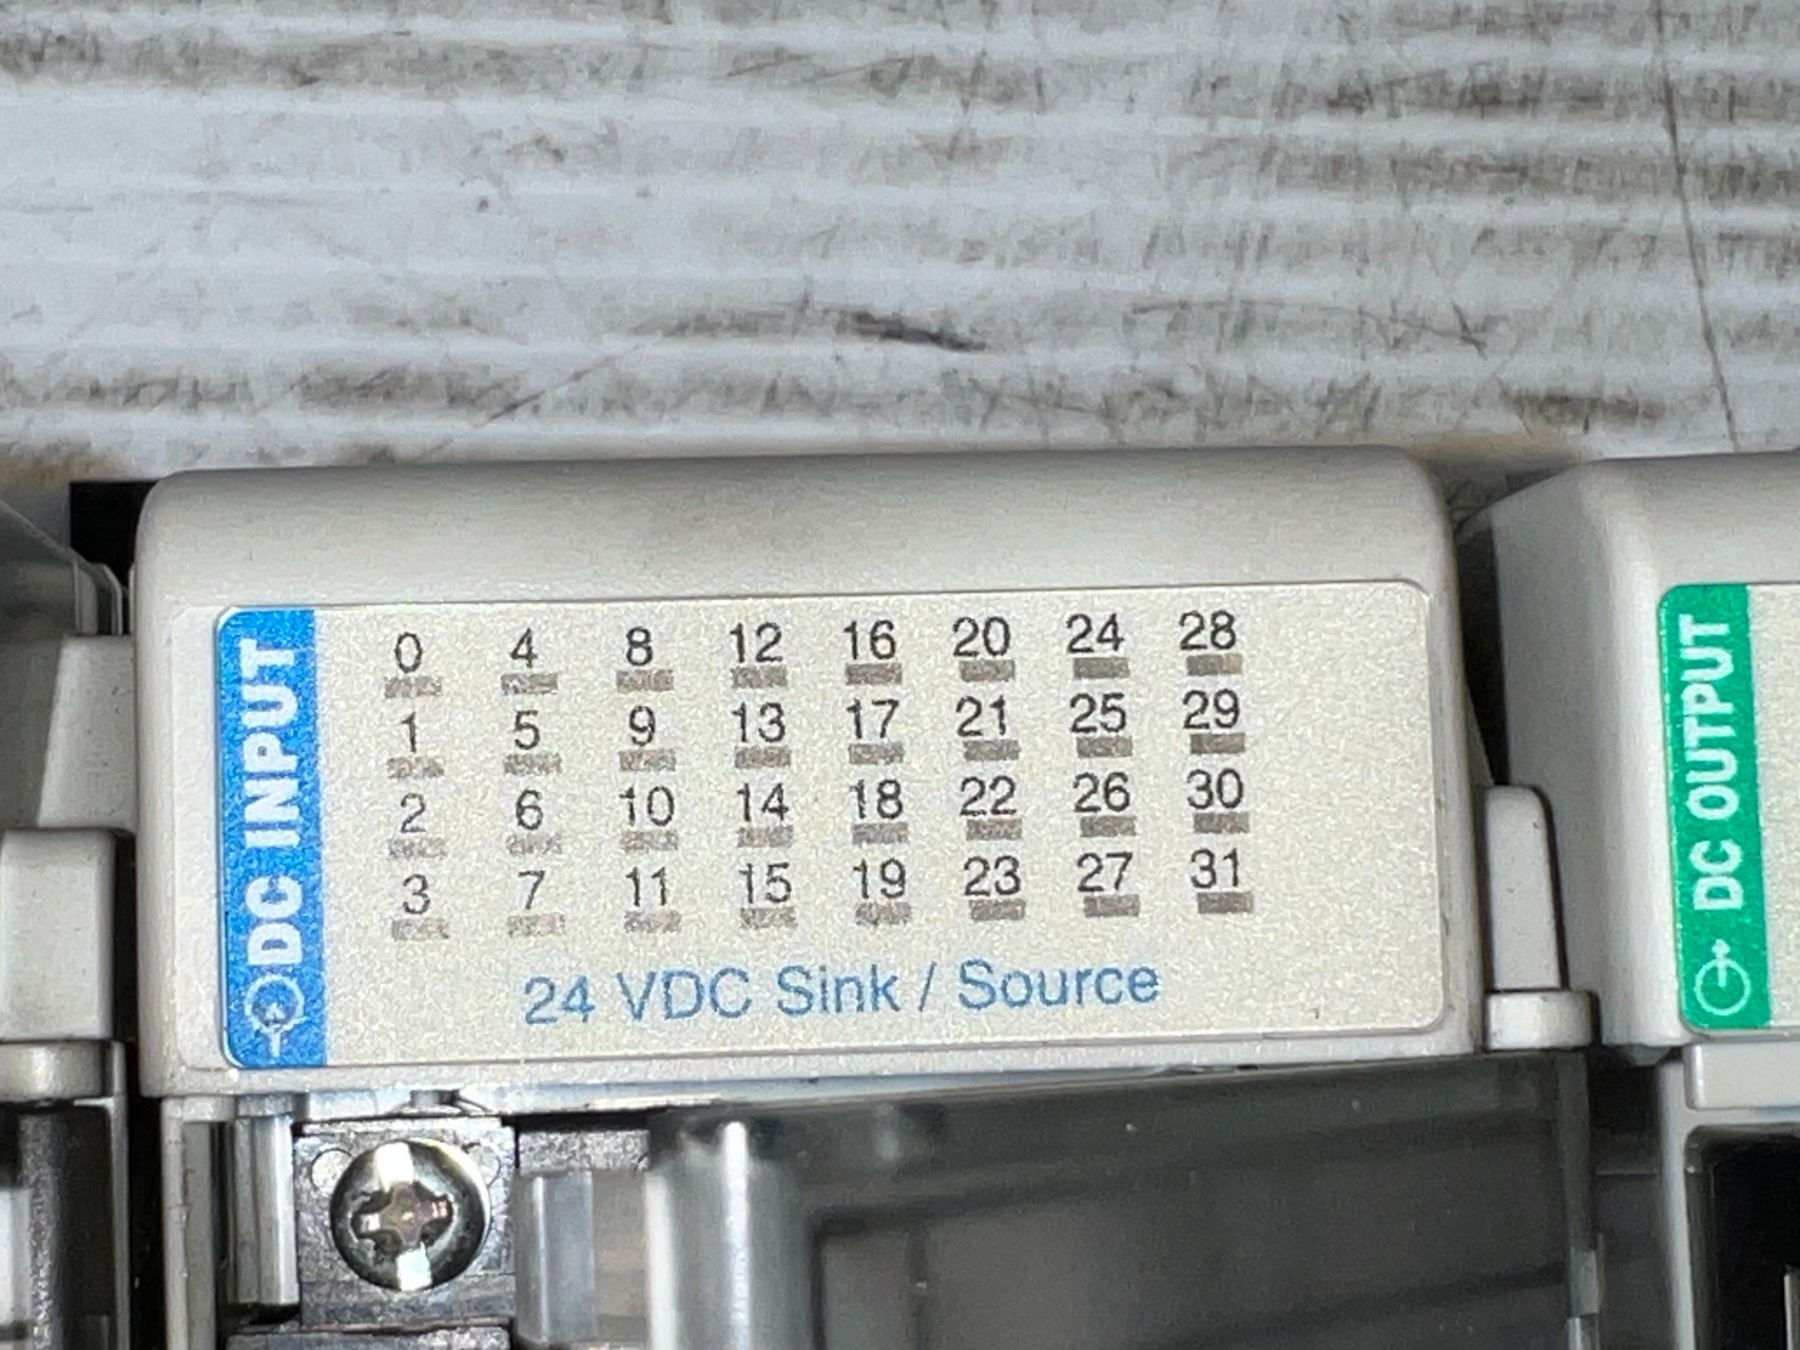 DC INPUT
0 4 8 12 16 20 24 28
1 5 9 13 17 21 25 29
2 6 10 14 18 22 26 30
3 7 11 15 19 23 27 31
24 VDC Sink / Source
DC OUTPUT